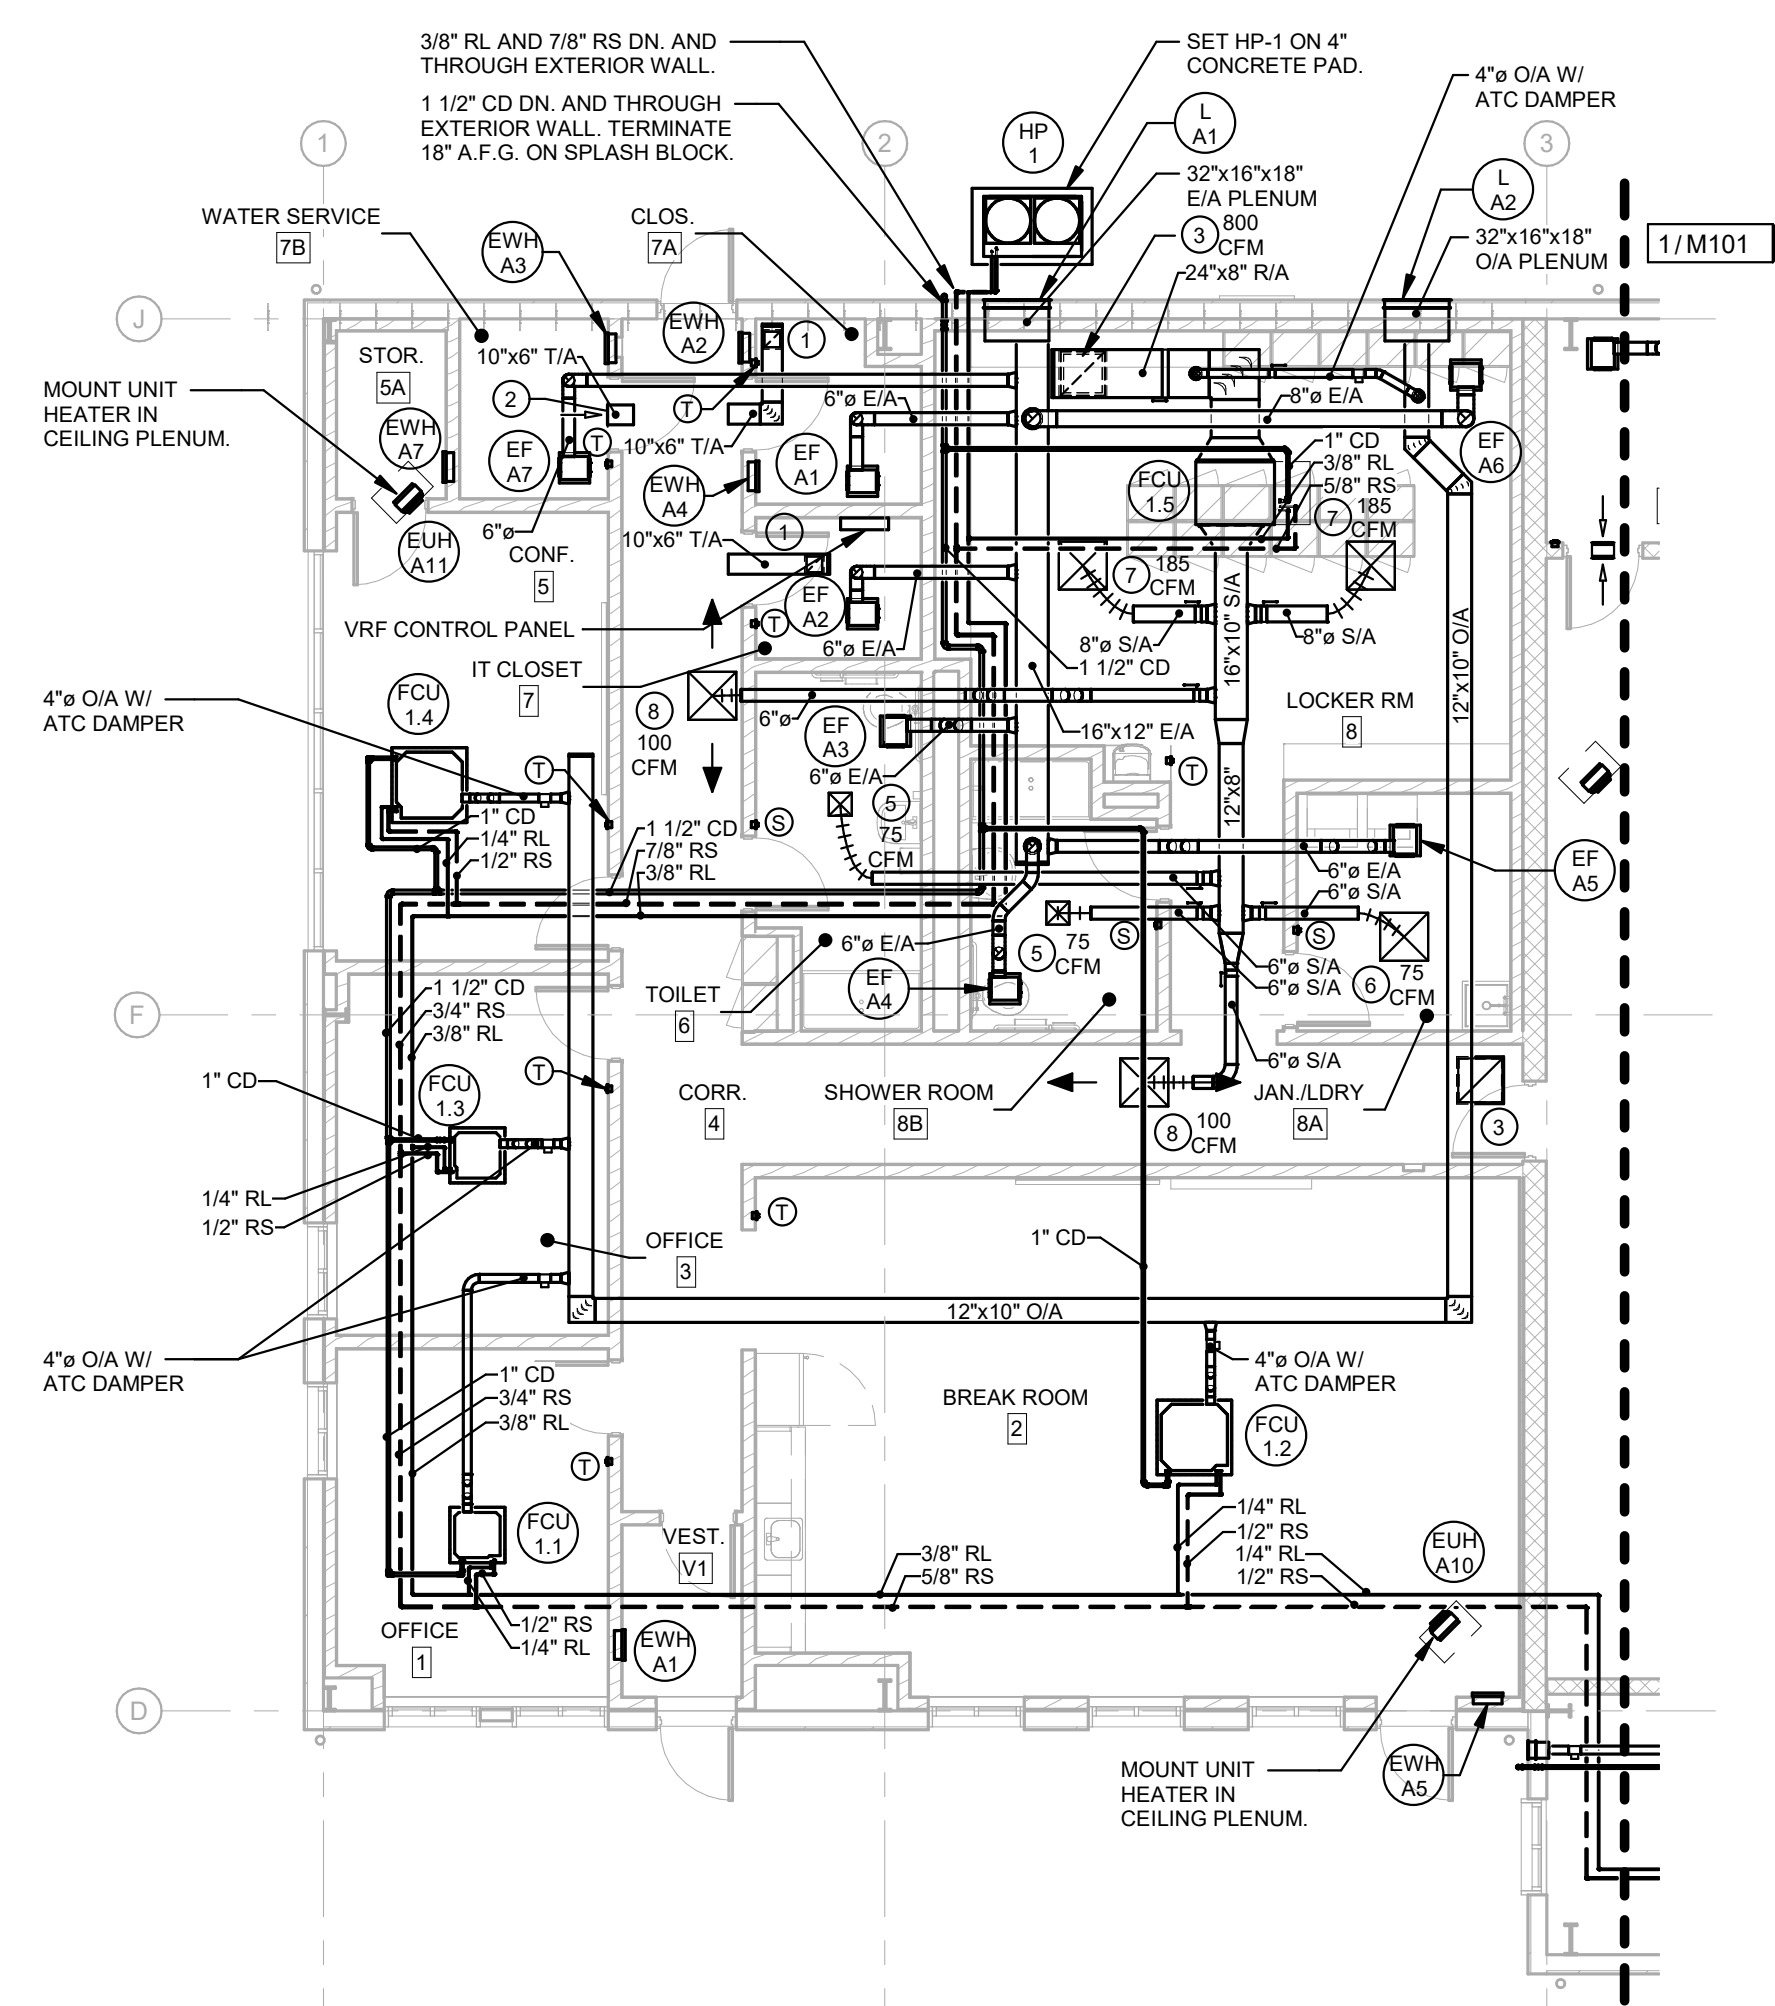 3/8" RL AND 7/8" RS DN. AND
THROUGH EXTERIOR WALL.
1 1/2" CD DN. AND THROUGH
EXTERIOR WALL. TERMINATE
18" A.F.G. ON SPLASH BLOCK.
SET HP-1 ON 4"
CONCRETE PAD.
4"ø O/A W/
ATC DAMPER
1
2
3
HP
1
L
A1
32"x16"x18"
E/A PLENUM
3
800
CFM
24"x8" R/A
L
A2
32"x16"x18"
O/A PLENUM
1/M101
WATER SERVICE
7B
EWH
A3
CLOS.
7A
J
EWH
A2
1
STOR.
5A
10"x6" T/A
2
T
6"ø E/A
8"ø E/A
MOUNT UNIT
HEATER IN
CEILING PLENUM.
EWH
A7
EF
A7
T
10"x6" T/A
EF
A1
EWH
A4
1" CD
3/8" RL
5/8" RS
EF
A6
FCU
1.5
7
185
CFM
EUH
A11
6"ø
CONF.
5
10"x6" T/A
1
EF
A2
7
185
CFM
VRF CONTROL PANEL
T
6"ø E/A
8"ø S/A
8"ø S/A
1 1/2" CD
16"x10" S/A
12"x10" O/A
IT CLOSET
7
4"ø O/A W/
ATC DAMPER
FCU
1.4
8
100
CFM
6"ø
EF
A3
16"x12" E/A
LOCKER RM
8
6"ø E/A
T
T
12"x8"
5
75
CFM
S
1" CD
1/4" RL
1/2" RS
1 1/2" CD
7/8" RS
3/8" RL
6"ø E/A
6"ø S/A
EF
A5
6"ø E/A
5
75
CFM
S
S
6"ø S/A
6"ø S/A
6
75
CFM
EF
A4
F
1 1/2" CD
3/4" RS
3/8" RL
TOILET
6
6"ø S/A
1" CD
FCU
1.3
T
CORR.
4
SHOWER ROOM
8B
JAN./LDRY
8A
8
100
CFM
3
1/4" RL
1/2" RS
T
OFFICE
3
1" CD
12"x10" O/A
4"ø O/A W/
ATC DAMPER
1" CD
3/4" RS
3/8" RL
4"ø O/A W/
ATC DAMPER
BREAK ROOM
2
FCU
1.2
T
FCU
1.1
VEST.
V1
1/4" RL
1/2" RS
3/8" RL
5/8" RS
1/4" RL
1/2" RS
EUH
A10
1/2" RS
1/4" RL
OFFICE
1
EWH
A1
D
MOUNT UNIT
HEATER IN
CEILING PLENUM.
EWH
A5